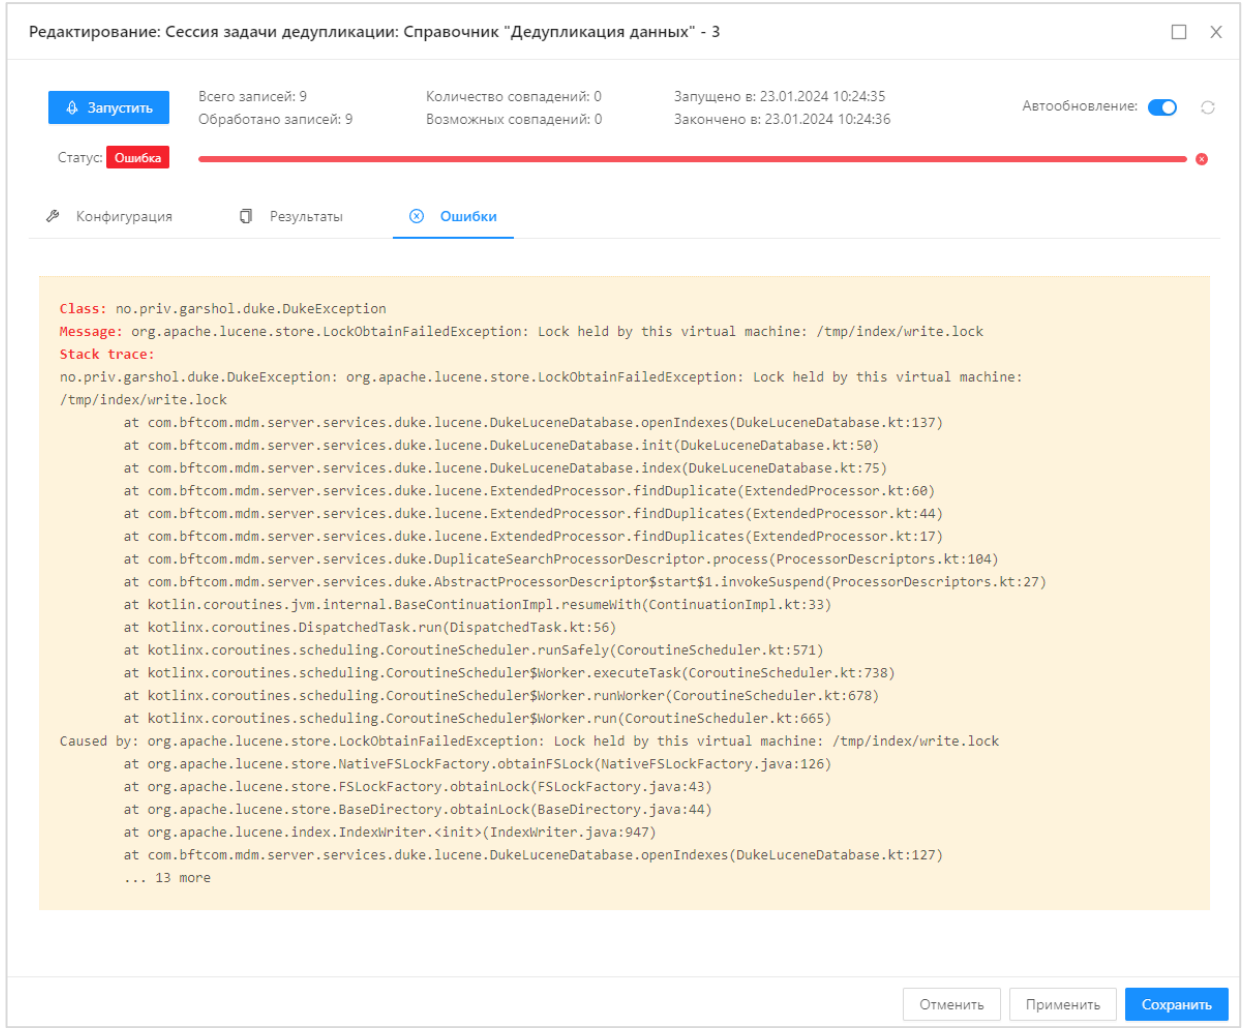 Редактирование: Сессия задачи дедупликации: Справочник "Дедупликация данных" - 3
Запустить
Всего записей: 9
Обработано записей: 9
Количество совпадений: 0
Возможных совпадений: 0
Запущено в: 23.01.2024 10:24:35
Закончено в: 23.01.2024 10:24:36
Автообновление:
Статус: Ошибка
Конфигурация
Результаты
Ошибки
Class: no.priv.garshol.duke.DukeException
Message: org.apache.lucene.store.LockObtainFailedException: Lock held by this virtual machine: /tmp/index/write.lock
Stack trace:
no.priv.garshol.duke.DukeException: org.apache.lucene.store.LockObtainFailedException: Lock held by this virtual machine:
/tmp/index/write.lock
at com.bftcom.mdm.server.services.duke.lucene.DukeLuceneDatabase.openIndexes(DukeLuceneDatabase.kt:137)
at com.bftcom.mdm.server.services.duke.lucene.DukeLuceneDatabase.init(DukeLuceneDatabase.kt:50)
at com.bftcom.mdm.server.services.duke.lucene.DukeLuceneDatabase.index(DukeLuceneDatabase.kt:75)
at com.bftcom.mdm.server.services.duke.lucene.ExtendedProcessor.findDuplicate(ExtendedProcessor.kt:60)
at com.bftcom.mdm.server.services.duke.lucene.ExtendedProcessor.findDuplicates(ExtendedProcessor.kt:44)
at com.bftcom.mdm.server.services.duke.lucene.ExtendedProcessor.findDuplicates(ExtendedProcessor.kt:17)
at com.bftcom.mdm.server.services.duke.DuplicateSearchProcessorDescriptor.process(ProcessorDescriptors.kt:104)
at com.bftcom.mdm.server.services.duke.AbstractProcessorDescriptor$start$1.invokeSuspend(ProcessorDescriptors.kt:27)
at kotlin.coroutines.jvm.internal.BaseContinuationImpl.resumeWith(ContinuationImpl.kt:33)
at kotlinx.coroutines.DispatchedTask.run(DispatchedTask.kt:56)
at kotlinx.coroutines.scheduling.CoroutineScheduler.runSafely(CoroutineScheduler.kt:571)
at kotlinx.coroutines.scheduling.CoroutineScheduler$Worker.executeTask(CoroutineScheduler.kt:738)
at kotlinx.coroutines.scheduling.CoroutineScheduler$Worker.runWorker(CoroutineScheduler.kt:678)
at kotlinx.coroutines.scheduling.CoroutineScheduler$Worker.run(CoroutineScheduler.kt:665)
Caused by: org.apache.lucene.store.LockObtainFailedException: Lock held by this virtual machine: /tmp/index/write.lock
at org.apache.lucene.store.NativeFSLockFactory.obtainFSLock(NativeFSLockFactory.java:126)
at org.apache.lucene.store.FSLockFactory.obtainLock(FSLockFactory.java:43)
at org.apache.lucene.store.BaseDirectory.obtainLock(BaseDirectory.java:44)
at org.apache.lucene.index.IndexWriter.<init>(IndexWriter.java:947)
at com.bftcom.mdm.server.services.duke.lucene.DukeLuceneDatabase.openIndexes(DukeLuceneDatabase.kt:127)
... 13 more
Отменить
Применить
Сохранить